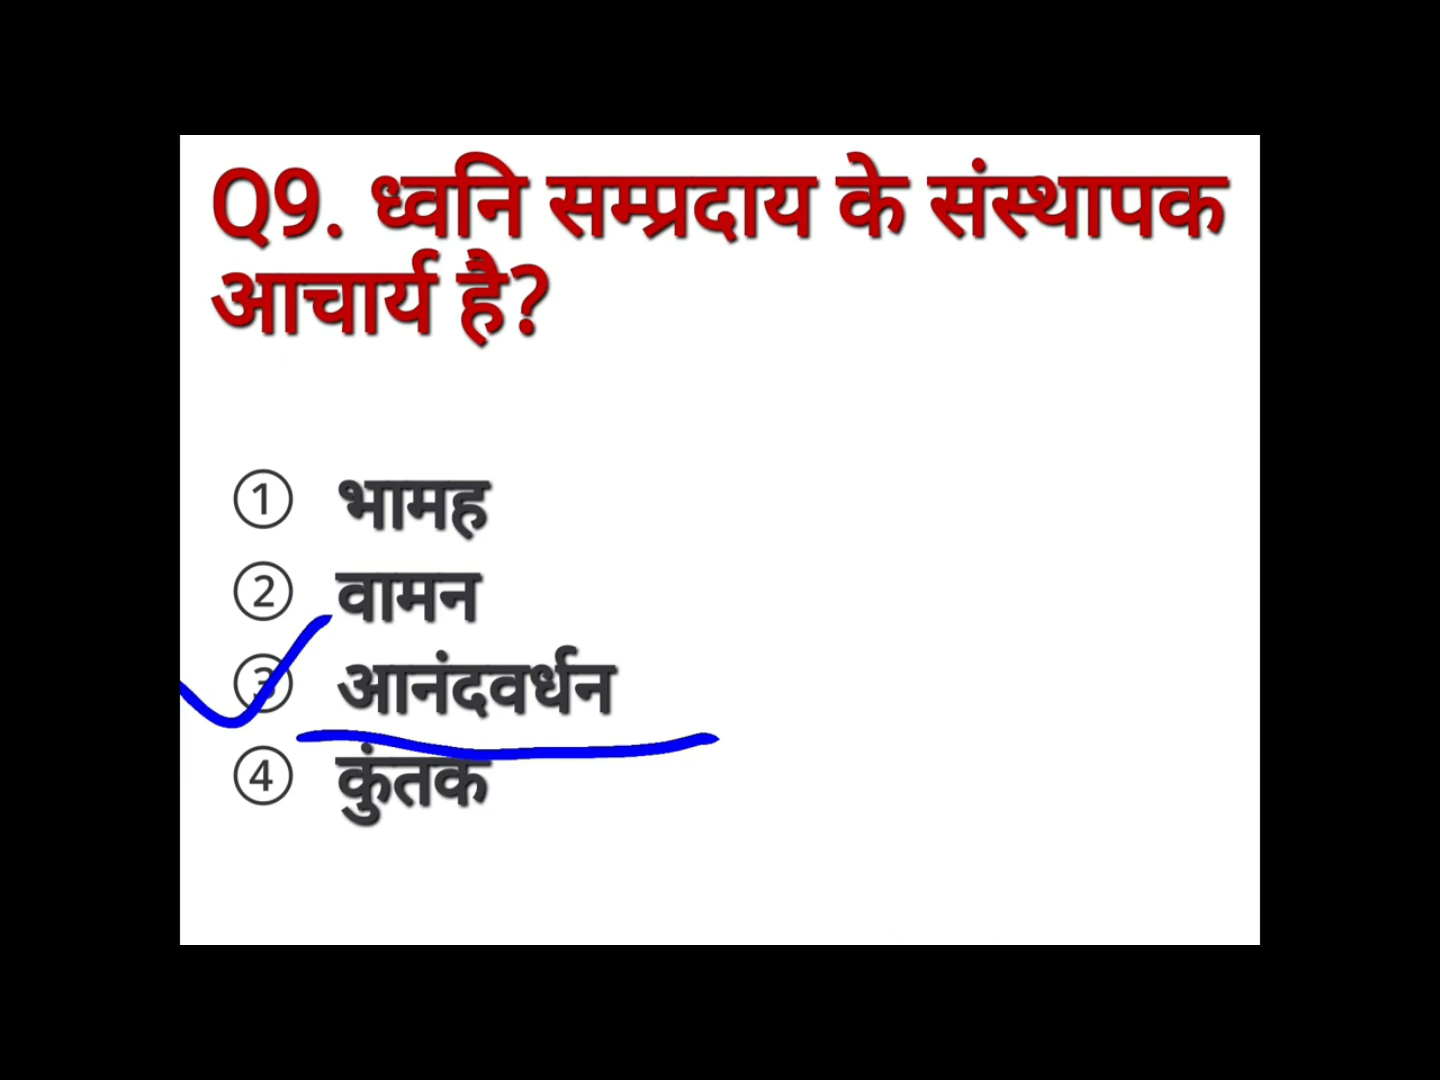 Q9. ध्वनि सम्प्रदाय के संस्थापक
आचार्य है?
① भामह
② वामन
③ आनंदवर्धन
④ कुंतक